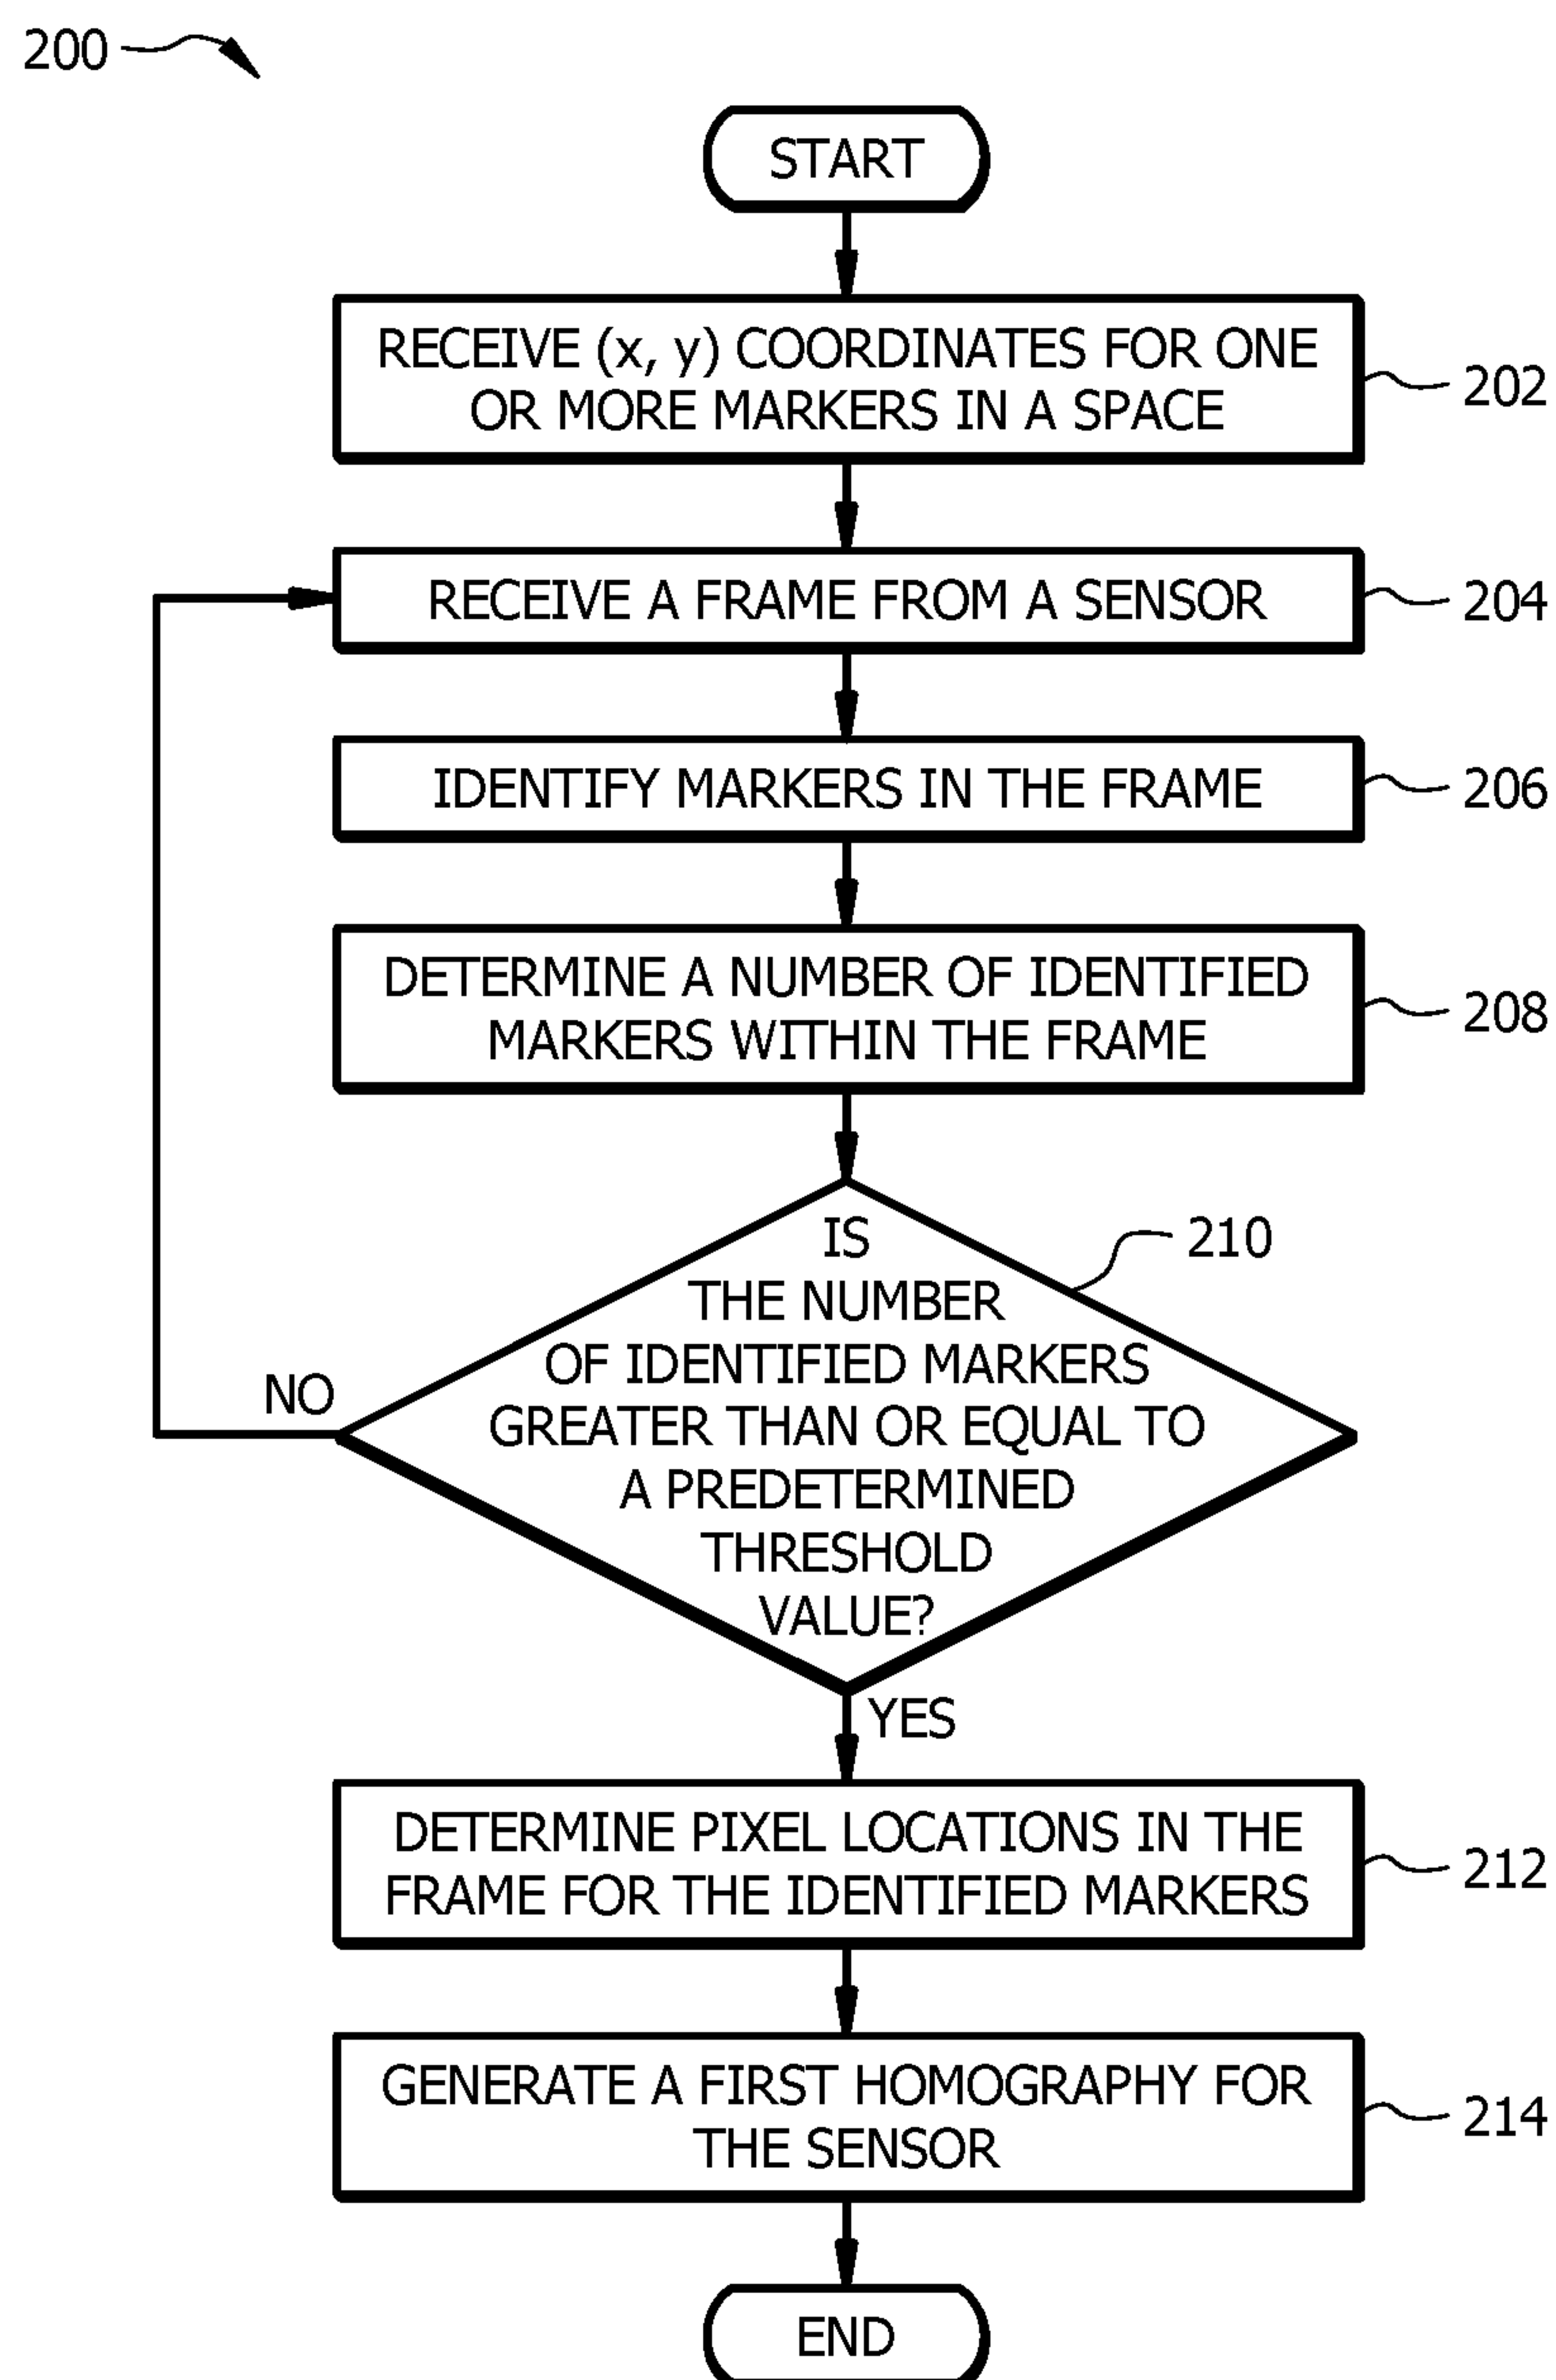 200
START
RECEIVE (x, y) COORDINATES FOR ONE
OR MORE MARKERS IN A SPACE
202
RECEIVE A FRAME FROM A SENSOR
204
IDENTIFY MARKERS IN THE FRAME
206
DETERMINE A NUMBER OF IDENTIFIED
MARKERS WITHIN THE FRAME
208
IS
THE NUMBER
OF IDENTIFIED MARKERS
GREATER THAN OR EQUAL TO
A PREDETERMINED
THRESHOLD
VALUE?
210
NO
YES
DETERMINE PIXEL LOCATIONS IN THE
FRAME FOR THE IDENTIFIED MARKERS
212
GENERATE A FIRST HOMOGRAPHY FOR
THE SENSOR
214
END